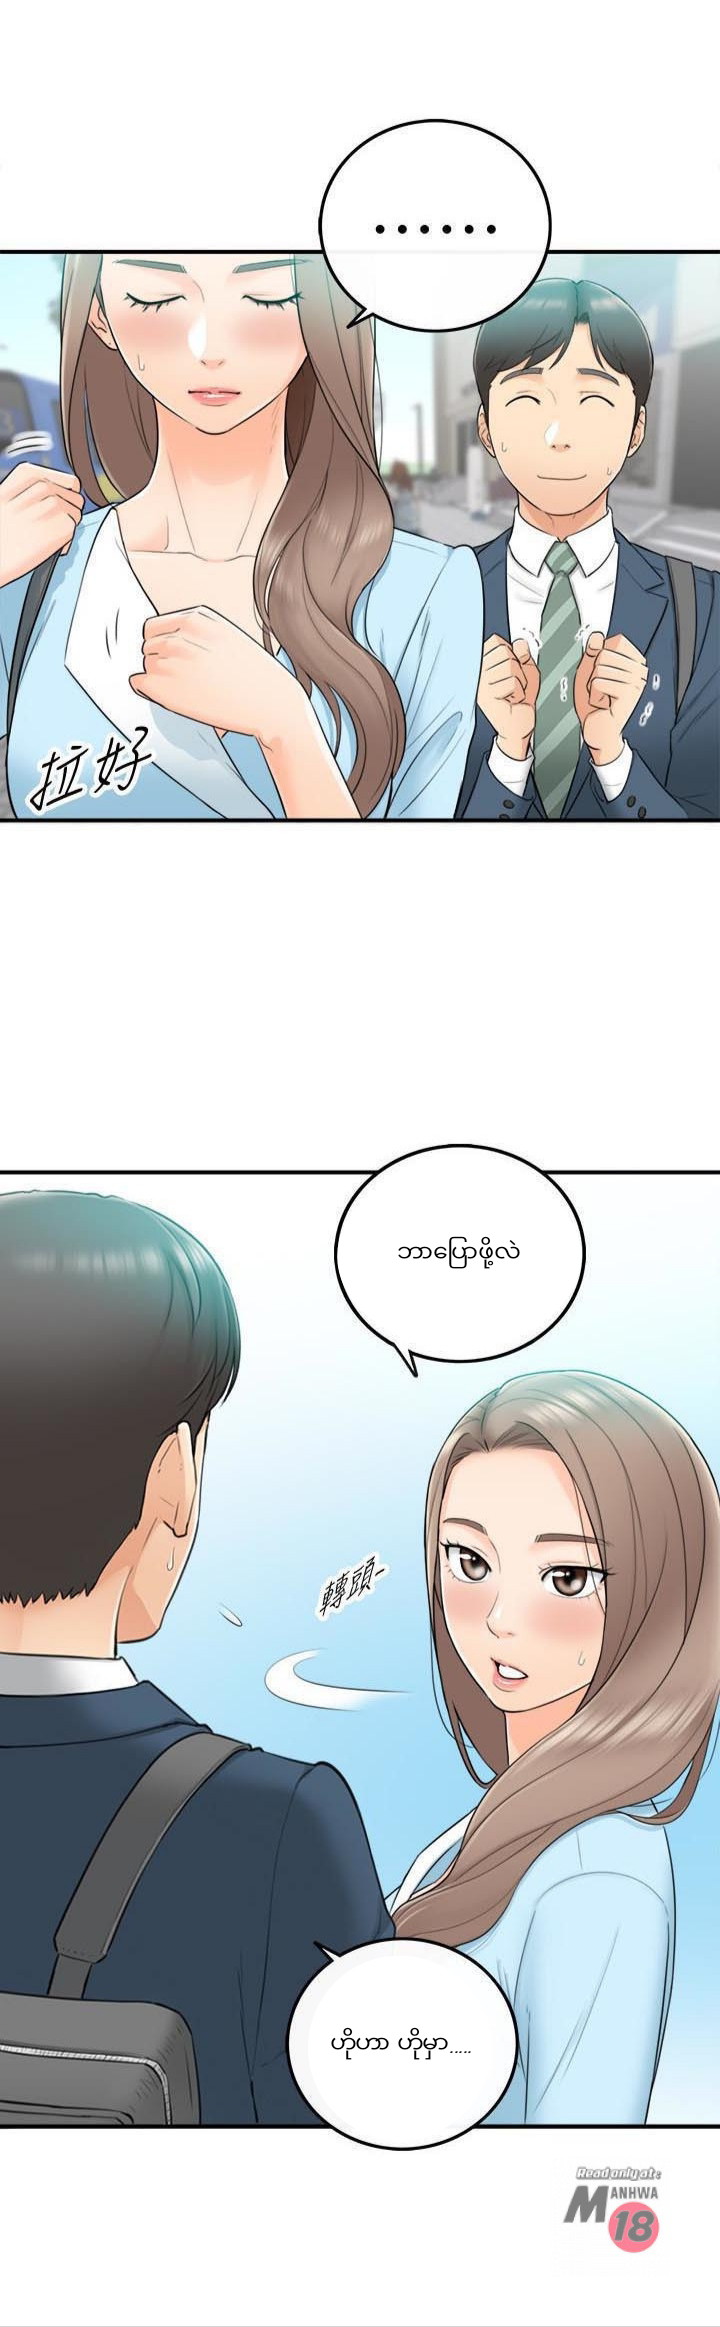 ......
拉好
ဘာပြောဖို့လဲ
轉頭-
ဟိုဟာ ဟိုမှာ.....
Read only at :
MANHWA
18